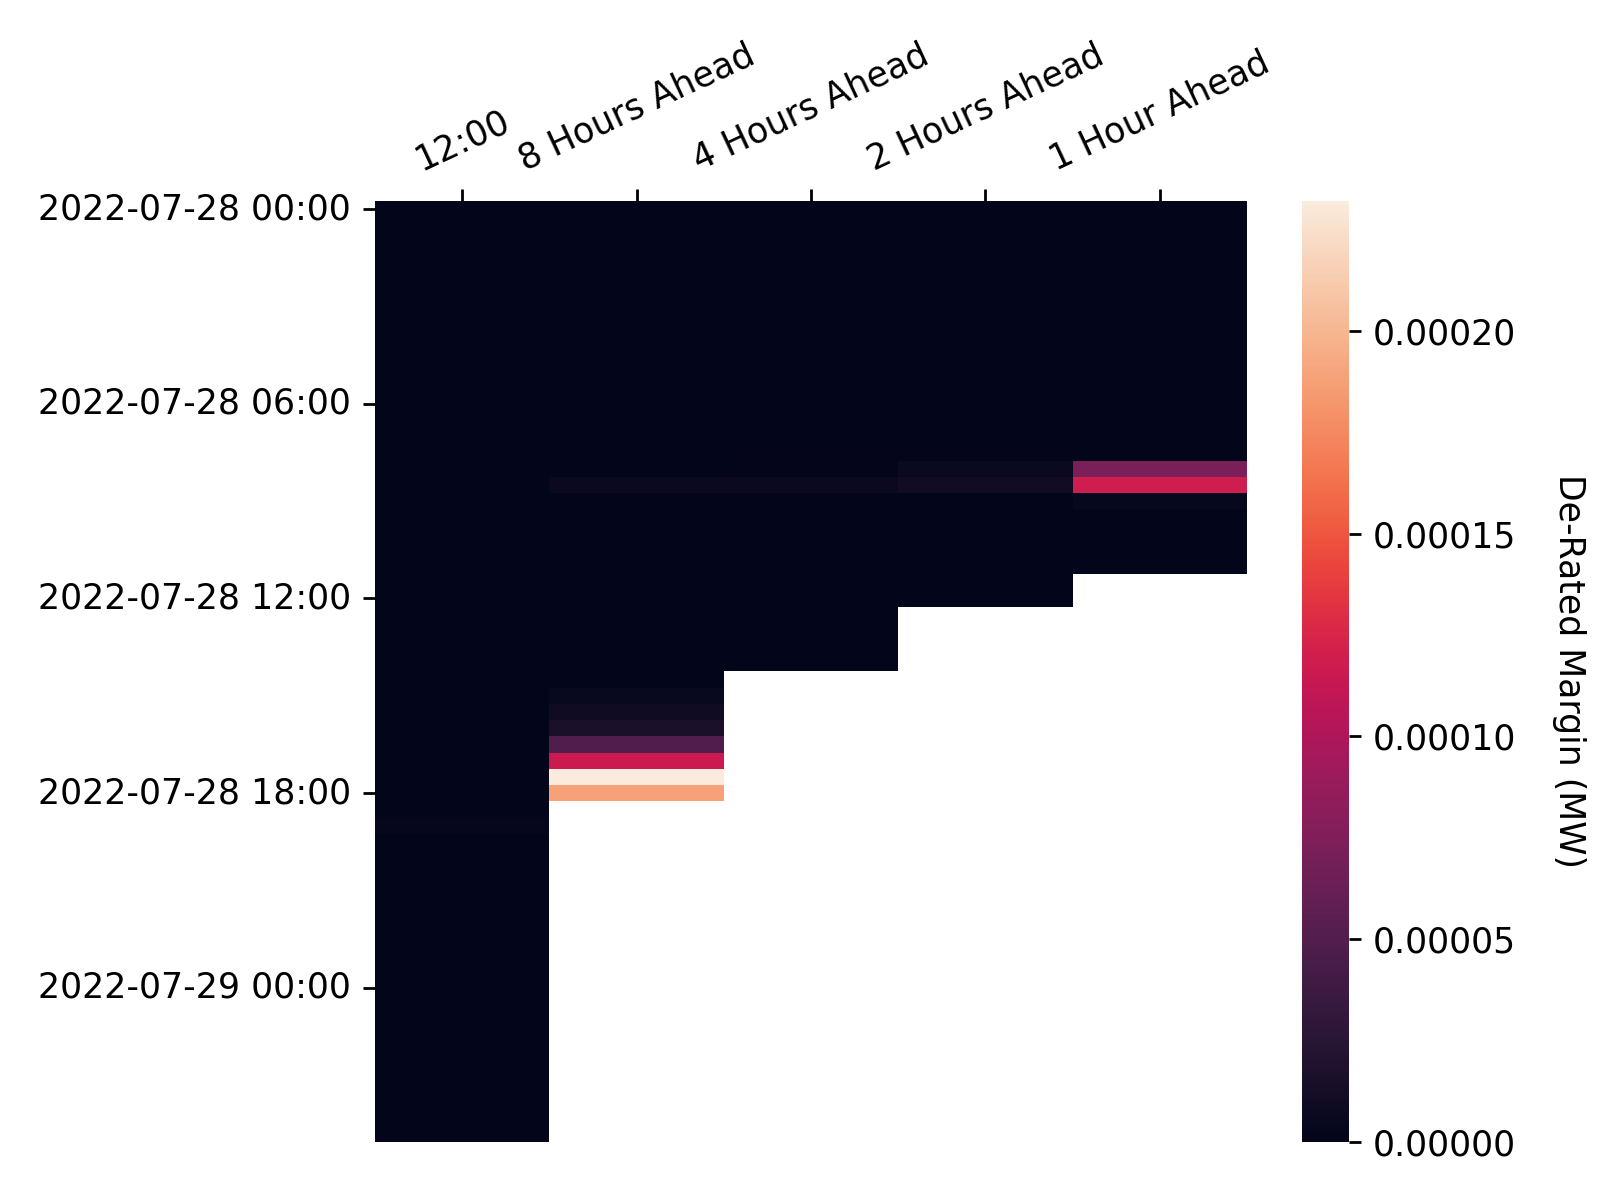 12:00
8 Hours Ahead
4 Hours Ahead
2 Hours Ahead
1 Hour Ahead
2022-07-28 00:00
2022-07-28 06:00
2022-07-28 12:00
2022-07-28 18:00
2022-07-29 00:00
0.00020
0.00015
0.00010
0.00005
0.00000
De-Rated Margin (MW)